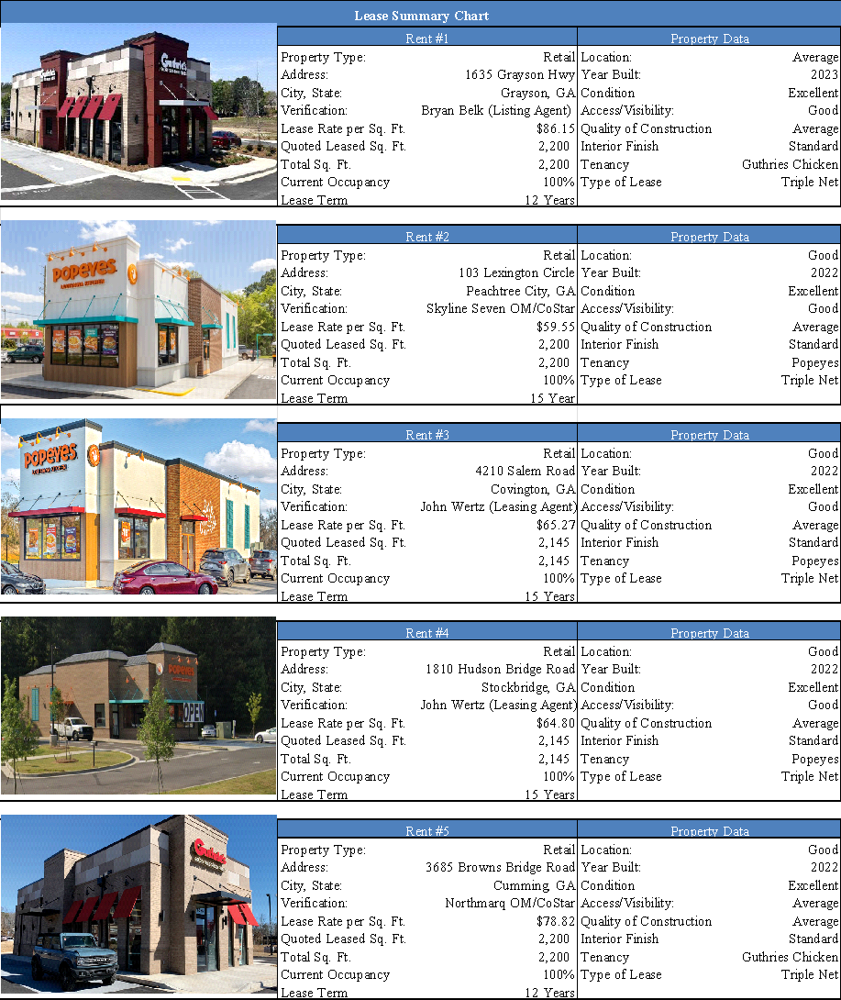 Lease Summary Chart
Guthrie's
Guthrie's
Rent #1 Property Data
Property Type: Retail Location: Average
Address: 1635 Grayson Hwy Year Built: 2023
City, State: Grayson, GA Condition Excellent
Verification: Bryan Belk (Listing Agent) Access/Visibility: Good
Lease Rate per Sq. Ft. $86.15 Quality of Construction Average
Quoted Leased Sq. Ft. 2,200 Interior Finish Standard
Total Sq. Ft. 2,200 Tenancy Guthries Chicken
Current Occupancy 100% Type of Lease Triple Net
Lease Term 12 Years
POPEYES
LOUISIANA KITCHEN
Rent #2 Property Data
Property Type: Retail Location: Good
Address: 103 Lexington Circle Year Built: 2022
City, State: Peachtree City, GA Condition Excellent
Verification: Skyline Seven OM/CoStar Access/Visibility: Good
Lease Rate per Sq. Ft. $59.55 Quality of Construction Average
Quoted Leased Sq. Ft. 2,200 Interior Finish Standard
Total Sq. Ft. 2,200 Tenancy Popeyes
Current Occupancy 100% Type of Lease Triple Net
Lease Term 15 Year
POPEYES
LOUISIANA KITCHEN
Rent #3 Property Data
Property Type: Retail Location: Good
Address: 4210 Salem Road Year Built: 2022
City, State: Covington, GA Condition Excellent
Verification: John Wertz (Leasing Agent) Access/Visibility: Good
Lease Rate per Sq. Ft. $65.27 Quality of Construction Average
Quoted Leased Sq. Ft. 2,145 Interior Finish Standard
Total Sq. Ft. 2,145 Tenancy Popeyes
Current Occupancy 100% Type of Lease Triple Net
Lease Term 15 Years
POPEYES
OPEN
Rent #4 Property Data
Property Type: Retail Location: Good
Address: 1810 Hudson Bridge Road Year Built: 2022
City, State: Stockbridge, GA Condition Excellent
Verification: John Wertz (Leasing Agent) Access/Visibility: Good
Lease Rate per Sq. Ft. $64.80 Quality of Construction Average
Quoted Leased Sq. Ft. 2,145 Interior Finish Standard
Total Sq. Ft. 2,145 Tenancy Popeyes
Current Occupancy 100% Type of Lease Triple Net
Lease Term 15 Years
Guthrie's
Rent #5 Property Data
Property Type: Retail Location: Good
Address: 3685 Browns Bridge Road Year Built: 2022
City, State: Cumming, GA Condition Excellent
Verification: Northmarq OM/CoStar Access/Visibility: Average
Lease Rate per Sq. Ft. $78.82 Quality of Construction Average
Quoted Leased Sq. Ft. 2,200 Interior Finish Standard
Total Sq. Ft. 2,200 Tenancy Guthries Chicken
Current Occupancy 100% Type of Lease Triple Net
Lease Term 12 Years